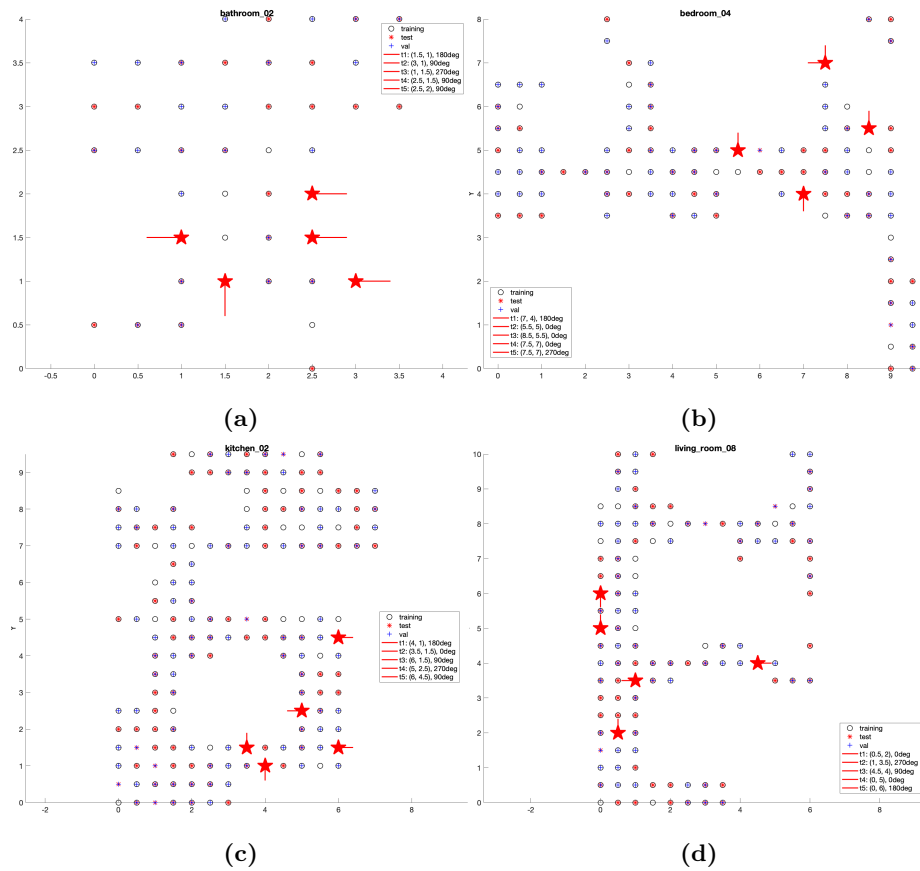 bathroom_02
4
3.5
3
2.5
2
1.5
1
0.5
0
-0.5 0 0.5 1 1.5 2 2.5 3 3.5 4
training
test
val
t1: (1.5, 1), 180deg
t2: (3, 1), 90deg
t3: (1, 1.5), 270deg
t4: (2.5, 1.5), 90deg
t5: (2.5, 2), 90deg
(a)
bedroom_04
8
7
6
5
4
3
2
1
0
Y
0 1 2 3 4 5 6 7 8 9
training
test
val
t1: (7, 4), 180deg
t2: (5.5, 5), 0deg
t3: (8.5, 5.5), 0deg
t4: (7.5, 7), 0deg
t5: (7.5, 7), 270deg
(b)
kitchen_02
9
8
7
6
5
4
3
2
1
0
Y
-2 0 2 4 6 8
training
test
val
t1: (4, 1), 180deg
t2: (3.5, 1.5), 0deg
t3: (6, 1.5), 90deg
t4: (5, 2.5), 270deg
t5: (6, 4.5), 90deg
(c)
living_room_08
10
9
8
7
6
5
4
3
2
1
0
-2 0 2 4 6 8
training
test
val
t1: (0.5, 2), 0deg
t2: (1, 3.5), 270deg
t3: (4.5, 4), 90deg
t4: (0, 5), 0deg
t5: (0, 6), 180deg
(d)